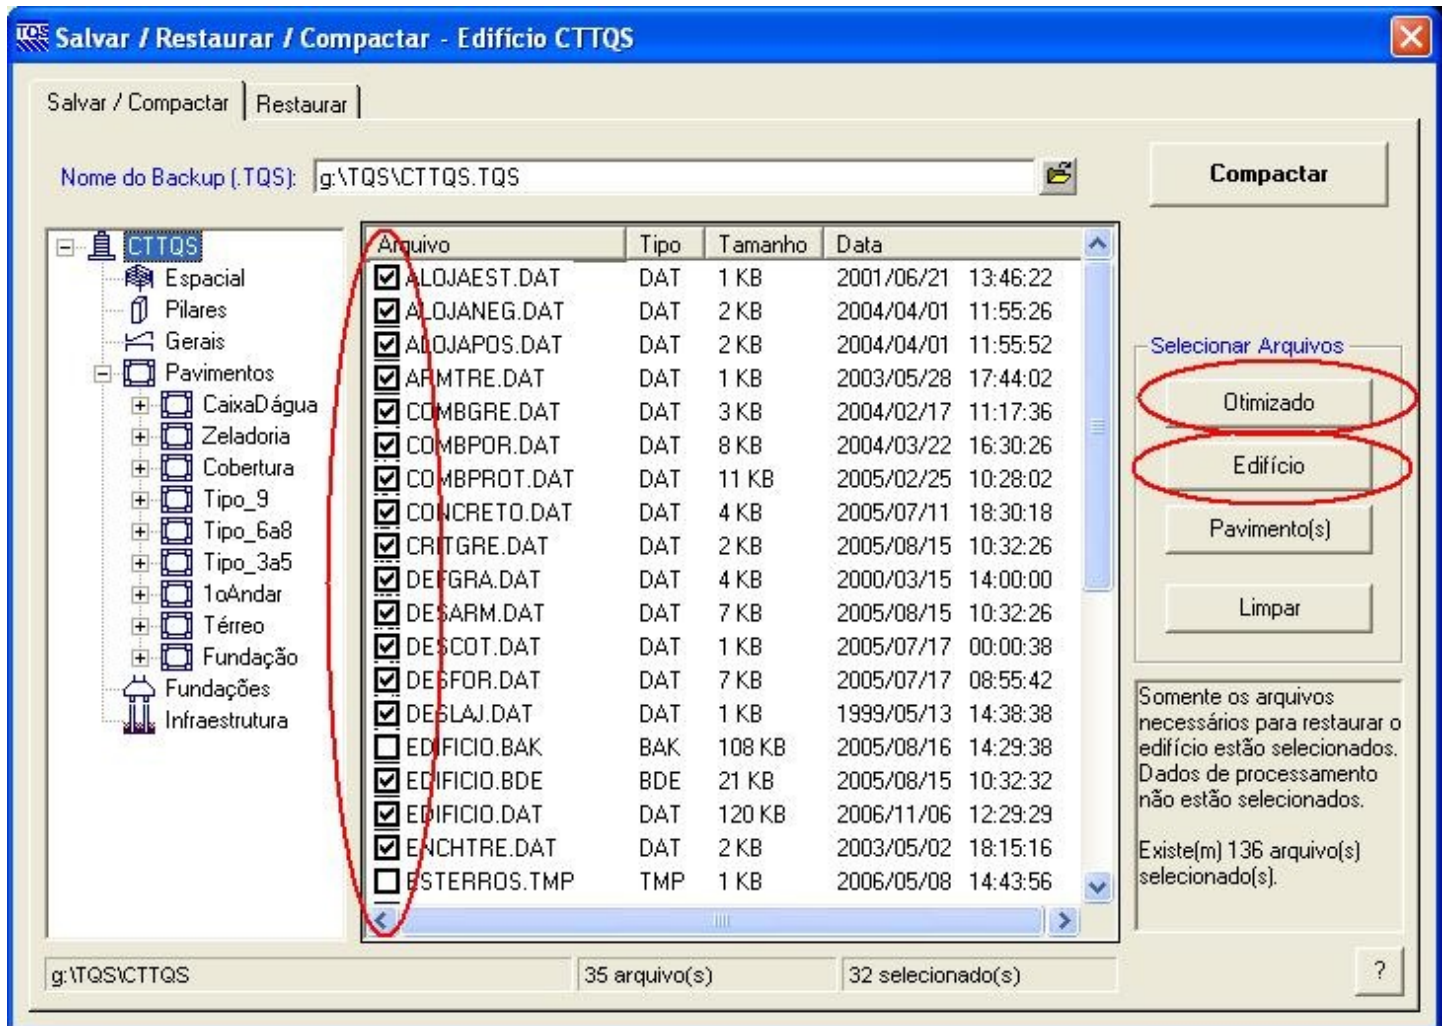 TQS Salvar / Restaurar / Compactar - Edifício CTTQS
Salvar / Compactar Restaurar
Nome do Backup (.TQS): g:\TQS\CTTQS.TQS Compactar
CTTQS
Espacial
Pilares
Gerais
Pavimentos
CaixaDágua
Zeladoria
Cobertura
Tipo_9
Tipo_6a8
Tipo_3a5
1oAndar
Térreo
Fundação
Fundações
Infraestrutura
Arquivo Tipo Tamanho Data
ALOJAEST.DAT DAT 1 KB 2001/06/21 13:46:22
ALOJANEG.DAT DAT 2 KB 2004/04/01 11:55:26
ALOJAPOS.DAT DAT 2 KB 2004/04/01 11:55:52
ARMTRE.DAT DAT 1 KB 2003/05/28 17:44:02
COMBGRE.DAT DAT 3 KB 2004/02/17 11:17:36
COMBPOR.DAT DAT 8 KB 2004/03/22 16:30:26
COMBPROT.DAT DAT 11 KB 2005/02/25 10:28:02
CONCRETO.DAT DAT 4 KB 2005/07/11 18:30:18
CRITGRE.DAT DAT 2 KB 2005/08/15 10:32:26
DEFGRA.DAT DAT 4 KB 2000/03/15 14:00:00
DESARM.DAT DAT 7 KB 2005/08/15 10:32:26
DESCOT.DAT DAT 1 KB 2005/07/17 00:00:38
DESFOR.DAT DAT 7 KB 2005/07/17 08:55:42
DESLAJ.DAT DAT 1 KB 1999/05/13 14:38:38
EDIFICIO.BAK BAK 108 KB 2005/08/16 14:29:38
EDIFICIO.BDE BDE 21 KB 2005/08/15 10:32:32
EDIFICIO.DAT DAT 120 KB 2006/11/06 12:29:29
ENCHTRE.DAT DAT 2 KB 2003/05/02 18:15:16
ESTERROS.TMP TMP 1 KB 2006/05/08 14:43:56
Selecionar Arquivos
Otimizado
Edifício
Pavimento(s)
Limpar
Somente os arquivos
necessários para restaurar o
edifício estão selecionados.
Dados de processamento
não estão selecionados.
Existe(m) 136 arquivo(s)
selecionado(s).
g:\TQS\CTTQS 35 arquivo(s) 32 selecionado(s) ?